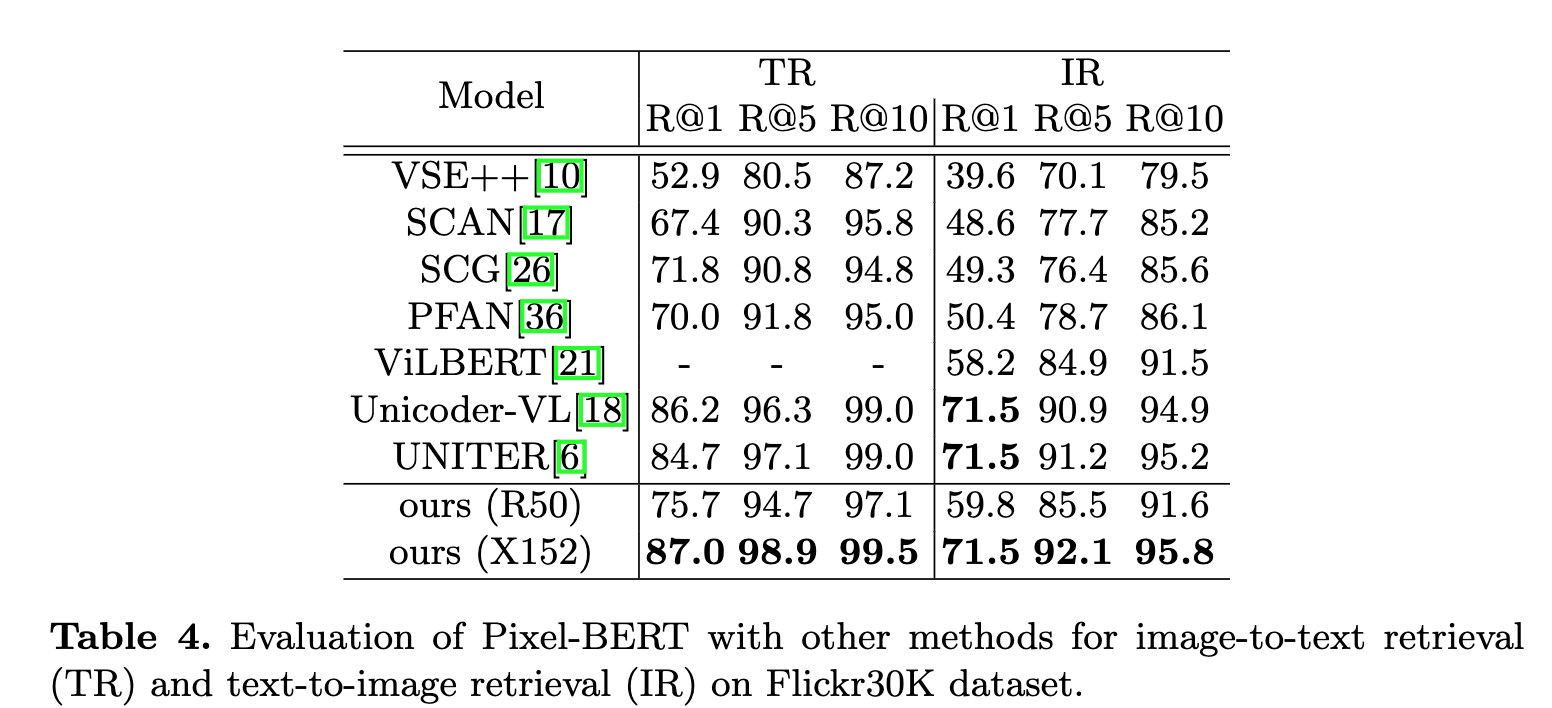 Model TR IR
R@1 R@5 R@10 R@1 R@5 R@10
VSE++[10] 52.9 80.5 87.2 39.6 70.1 79.5
SCAN[17] 67.4 90.3 95.8 48.6 77.7 85.2
SCG[26] 71.8 90.8 94.8 49.3 76.4 85.6
PFAN[36] 70.0 91.8 95.0 50.4 78.7 86.1
ViLBERT[21] - - - 58.2 84.9 91.5
Unicoder-VL[18] 86.2 96.3 99.0 71.5 90.9 94.9
UNITER[6] 84.7 97.1 99.0 71.5 91.2 95.2
ours (R50) 75.7 94.7 97.1 59.8 85.5 91.6
ours (X152) 87.0 98.9 99.5 71.5 92.1 95.8
Table 4. Evaluation of Pixel-BERT with other methods for image-to-text retrieval
(TR) and text-to-image retrieval (IR) on Flickr30K dataset.